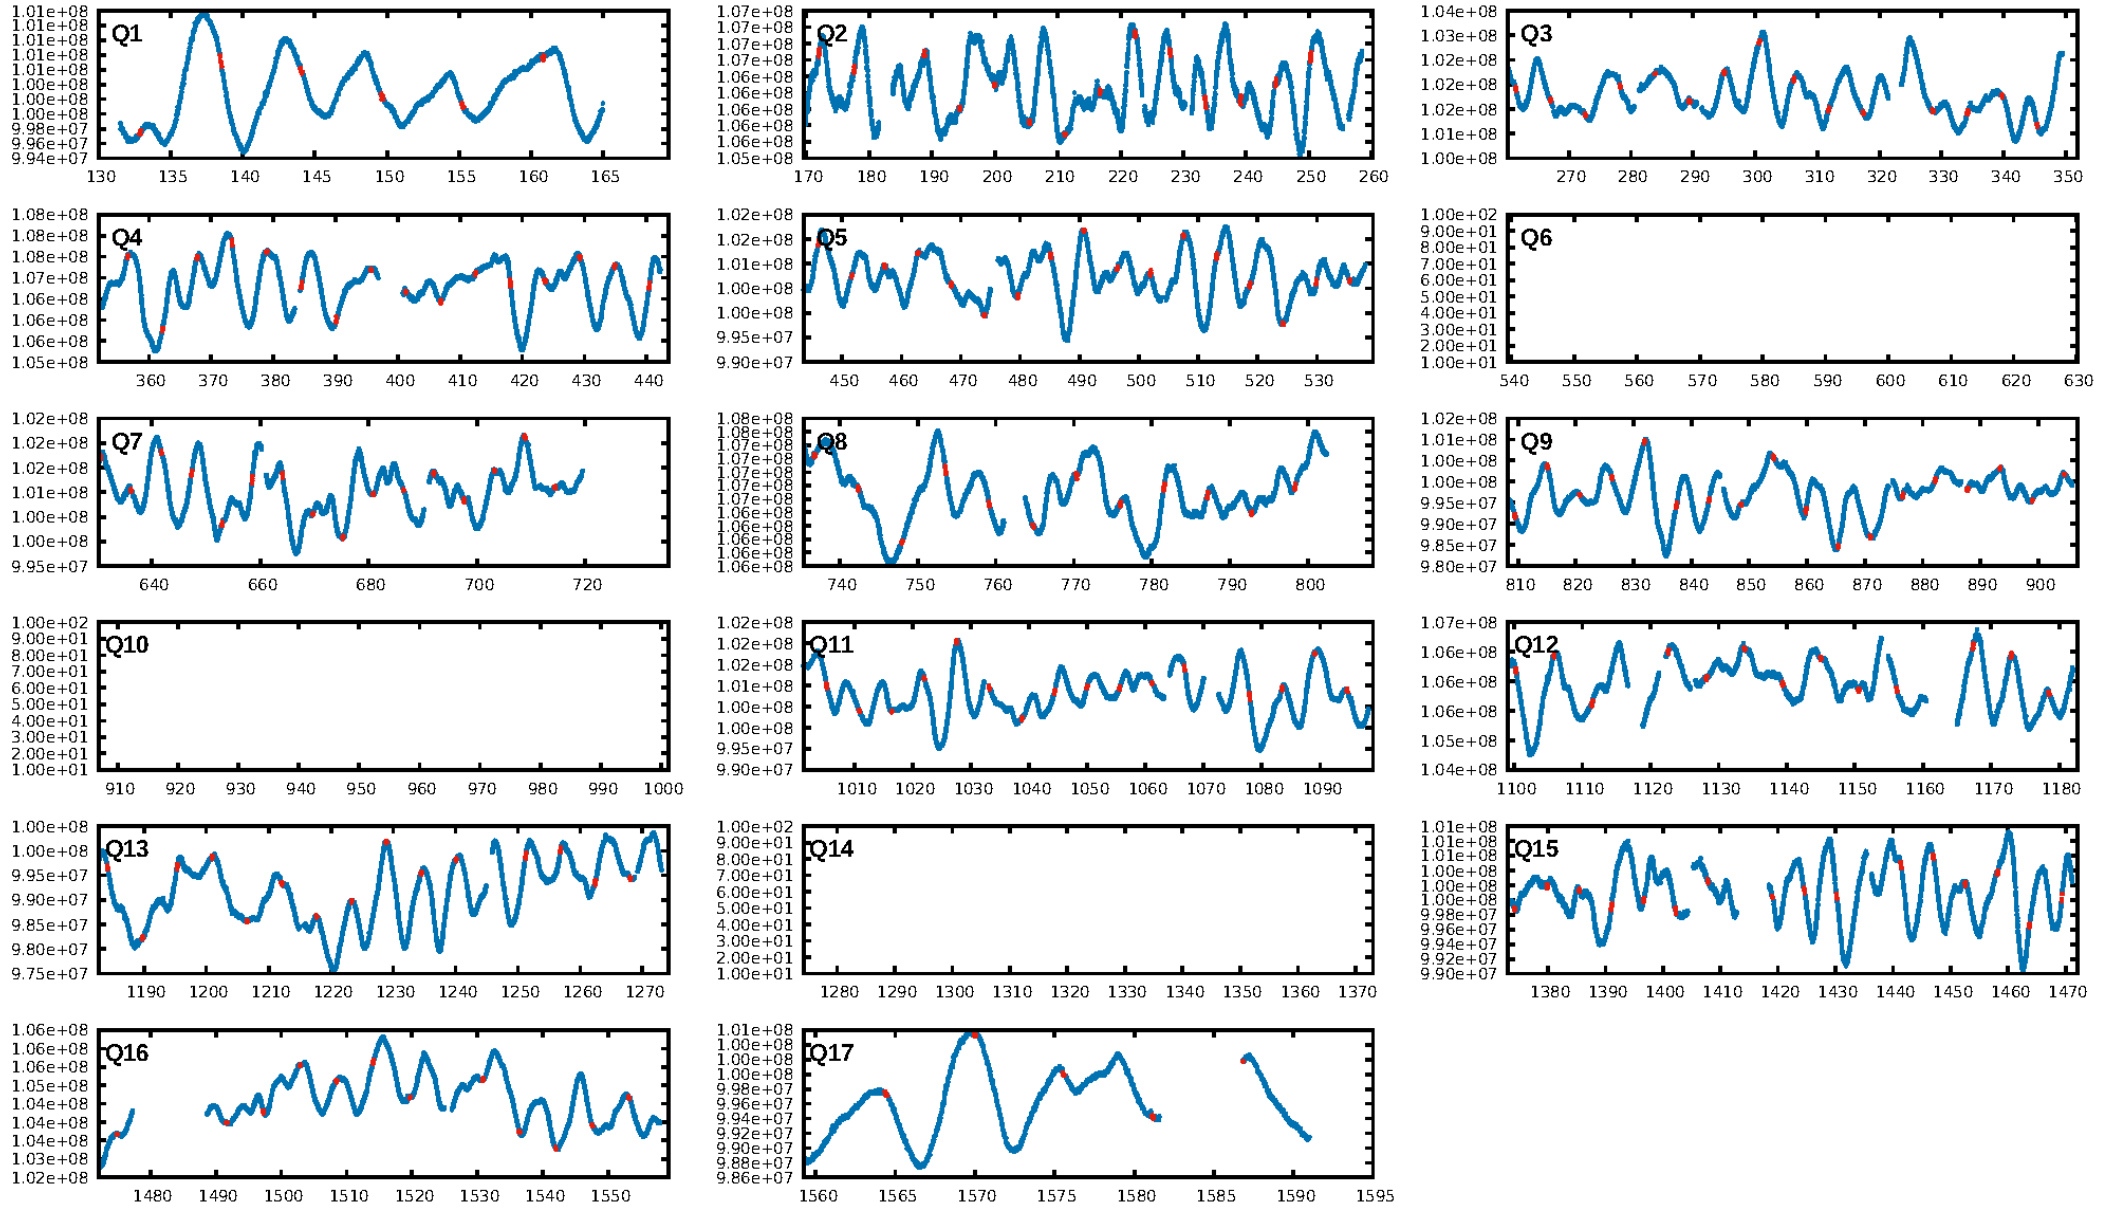 1.01e+08
1.01e+08
1.01e+08
1.01e+08
1.01e+08
1.00e+08
1.00e+08
1.00e+08
9.98e+07
9.96e+07
9.94e+07
Q1
130 135 140 145 150 155 160 165
1.07e+08
1.07e+08
1.07e+08
1.07e+08
1.06e+08
1.06e+08
1.06e+08
1.06e+08
1.06e+08
1.05e+08
Q2
170 180 190 200 210 220 230 240 250 260
1.04e+08
1.03e+08
1.02e+08
1.02e+08
1.02e+08
1.01e+08
1.00e+08
Q3
270 280 290 300 310 320 330 340 350
1.08e+08
1.08e+08
1.08e+08
1.07e+08
1.06e+08
1.06e+08
1.06e+08
1.05e+08
Q4
360 370 380 390 400 410 420 430 440
1.02e+08
1.02e+08
1.01e+08
1.00e+08
1.00e+08
9.95e+07
9.90e+07
Q5
450 460 470 480 490 500 510 520 530
1.00e+02
9.00e+01
8.00e+01
7.00e+01
6.00e+01
5.00e+01
4.00e+01
3.00e+01
2.00e+01
1.00e+01
Q6
540 550 560 570 580 590 600 610 620 630
1.02e+08
1.02e+08
1.02e+08
1.01e+08
1.00e+08
1.00e+08
9.95e+07
Q7
640 660 680 700 720
1.08e+08
1.08e+08
1.07e+08
1.07e+08
1.07e+08
1.07e+08
1.07e+08
1.06e+08
1.06e+08
1.06e+08
1.06e+08
1.06e+08
Q8
740 750 760 770 780 790 800
1.02e+08
1.01e+08
1.00e+08
1.00e+08
9.95e+07
9.90e+07
9.85e+07
9.80e+07
Q9
810 820 830 840 850 860 870 880 890 900
1.00e+02
9.00e+01
8.00e+01
7.00e+01
6.00e+01
5.00e+01
4.00e+01
3.00e+01
2.00e+01
1.00e+01
Q10
910 920 930 940 950 960 970 980 990 1000
1.02e+08
1.02e+08
1.02e+08
1.01e+08
1.00e+08
1.00e+08
9.95e+07
9.90e+07
Q11
1010 1020 1030 1040 1050 1060 1070 1080 1090
1.07e+08
1.06e+08
1.06e+08
1.06e+08
1.05e+08
1.04e+08
Q12
1100 1110 1120 1130 1140 1150 1160 1170 1180
1.00e+08
1.00e+08
9.95e+07
9.90e+07
9.85e+07
9.80e+07
9.75e+07
Q13
1190 1200 1210 1220 1230 1240 1250 1260 1270
1.00e+02
9.00e+01
8.00e+01
7.00e+01
6.00e+01
5.00e+01
4.00e+01
3.00e+01
2.00e+01
1.00e+01
Q14
1280 1290 1300 1310 1320 1330 1340 1350 1360 1370
1.01e+08
1.01e+08
1.01e+08
1.00e+08
1.00e+08
1.00e+08
9.98e+07
9.96e+07
9.94e+07
9.92e+07
9.90e+07
Q15
1380 1390 1400 1410 1420 1430 1440 1450 1460 1470
1.06e+08
1.06e+08
1.06e+08
1.05e+08
1.04e+08
1.04e+08
1.04e+08
1.03e+08
1.02e+08
Q16
1480 1490 1500 1510 1520 1530 1540 1550
1.01e+08
1.00e+08
1.00e+08
1.00e+08
9.98e+07
9.96e+07
9.94e+07
9.92e+07
9.90e+07
9.88e+07
9.86e+07
Q17
1560 1565 1570 1575 1580 1585 1590 1595